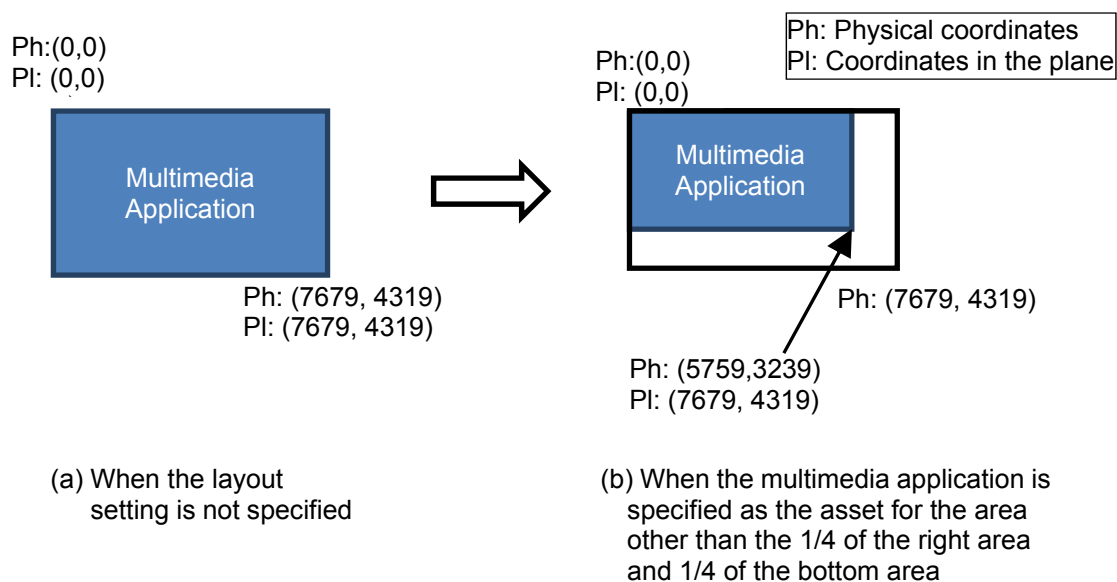 Ph: Physical coordinates
Pl: Coordinates in the plane
Ph:(0,0)
Pl: (0,0)
Multimedia
Application
Ph: (7679, 4319)
Pl: (7679, 4319)
(a) When the layout
setting is not specified
Ph:(0,0)
Pl: (0,0)
Multimedia
Application
Ph: (7679, 4319)
Ph: (5759,3239)
Pl: (7679, 4319)
(b) When the multimedia application is
specified as the asset for the area
other than the 1/4 of the right area
and 1/4 of the bottom area